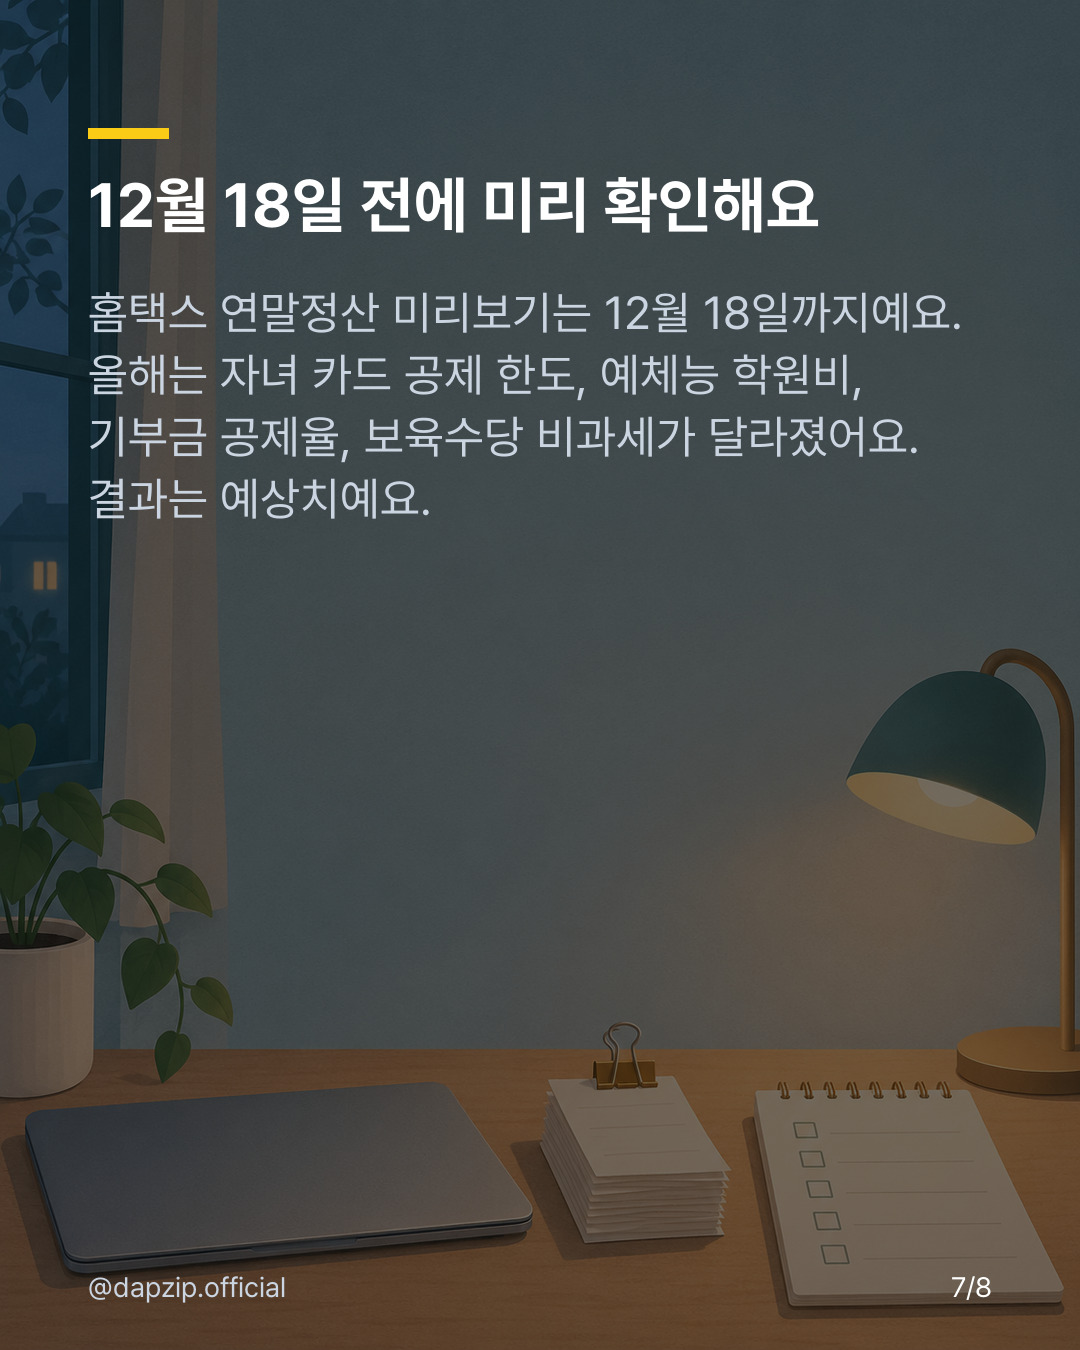 12월 18일 전에 미리 확인해요
홈택스 연말정산 미리보기는 12월 18일까지예요.
올해는 자녀 카드 공제 한도, 예체능 학원비,
기부금 공제율, 보육수당 비과세가 달라졌어요.
결과는 예상치예요.
@dapzip.official
7/8